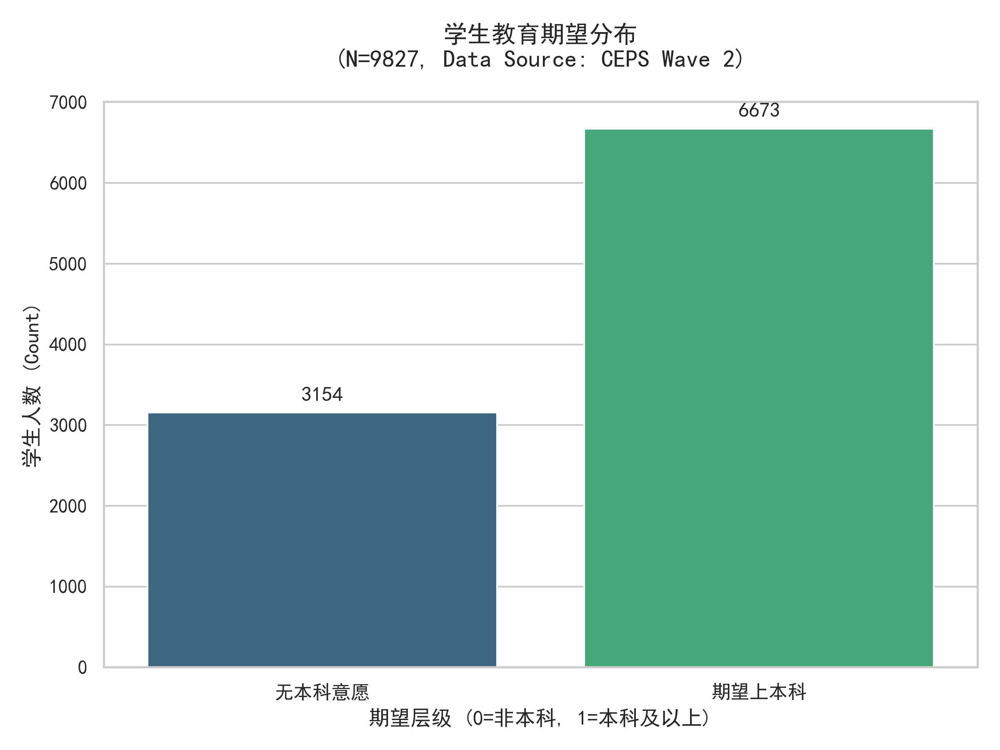 学生教育期望分布
(N=9827, Data Source: CEPS Wave 2)
7000
6000
5000
4000
3000
2000
1000
0
学生人数 (Count)
3154
6673
无本科意愿
期望上本科
期望层级 (0=非本科, 1=本科及以上)